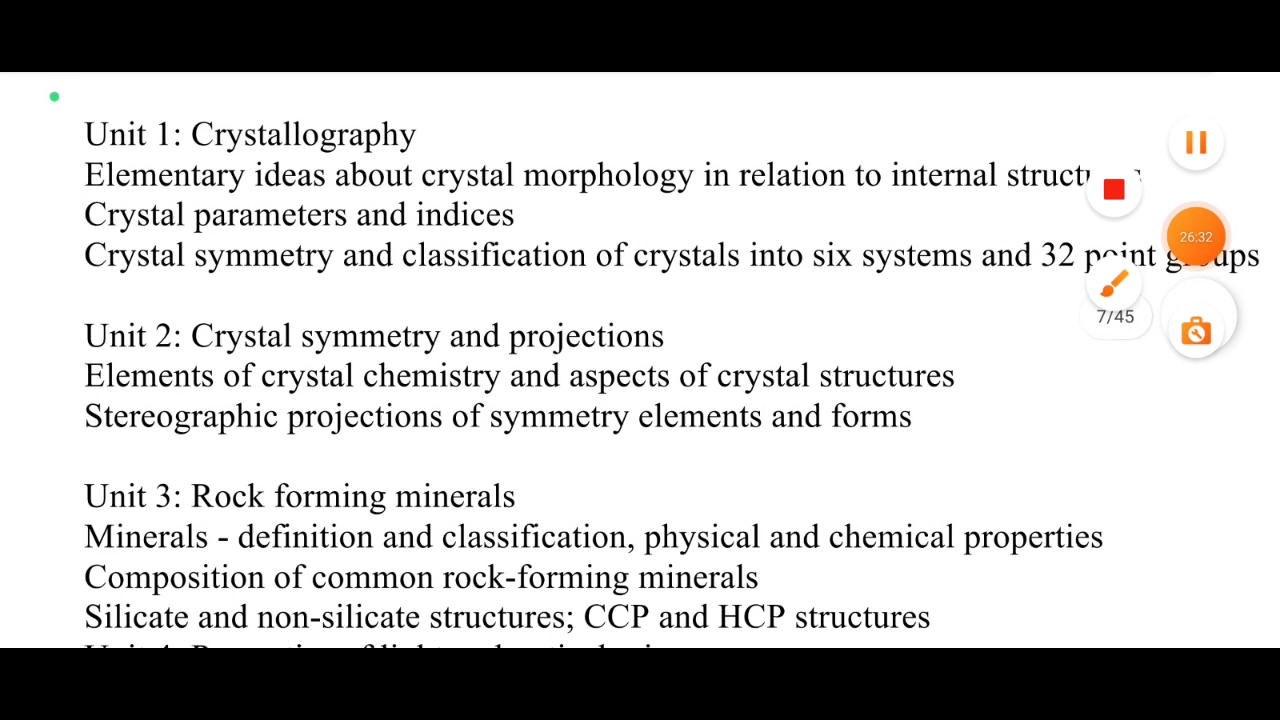 Unit 1: Crystallography
Elementary ideas about crystal morphology in relation to internal
Crystal parameters and indices
Crystal symmetry and classification of crystals into six systems and 32 point groups
26:32
7/45
Unit 2: Crystal symmetry and projections
Elements of crystal chemistry and aspects of crystal structures
Stereographic projections of symmetry elements and forms
Unit 3: Rock forming minerals
Minerals - definition and classification, physical and chemical properties
Composition of common rock-forming minerals
Silicate and non-silicate structures; CCP and HCP structures